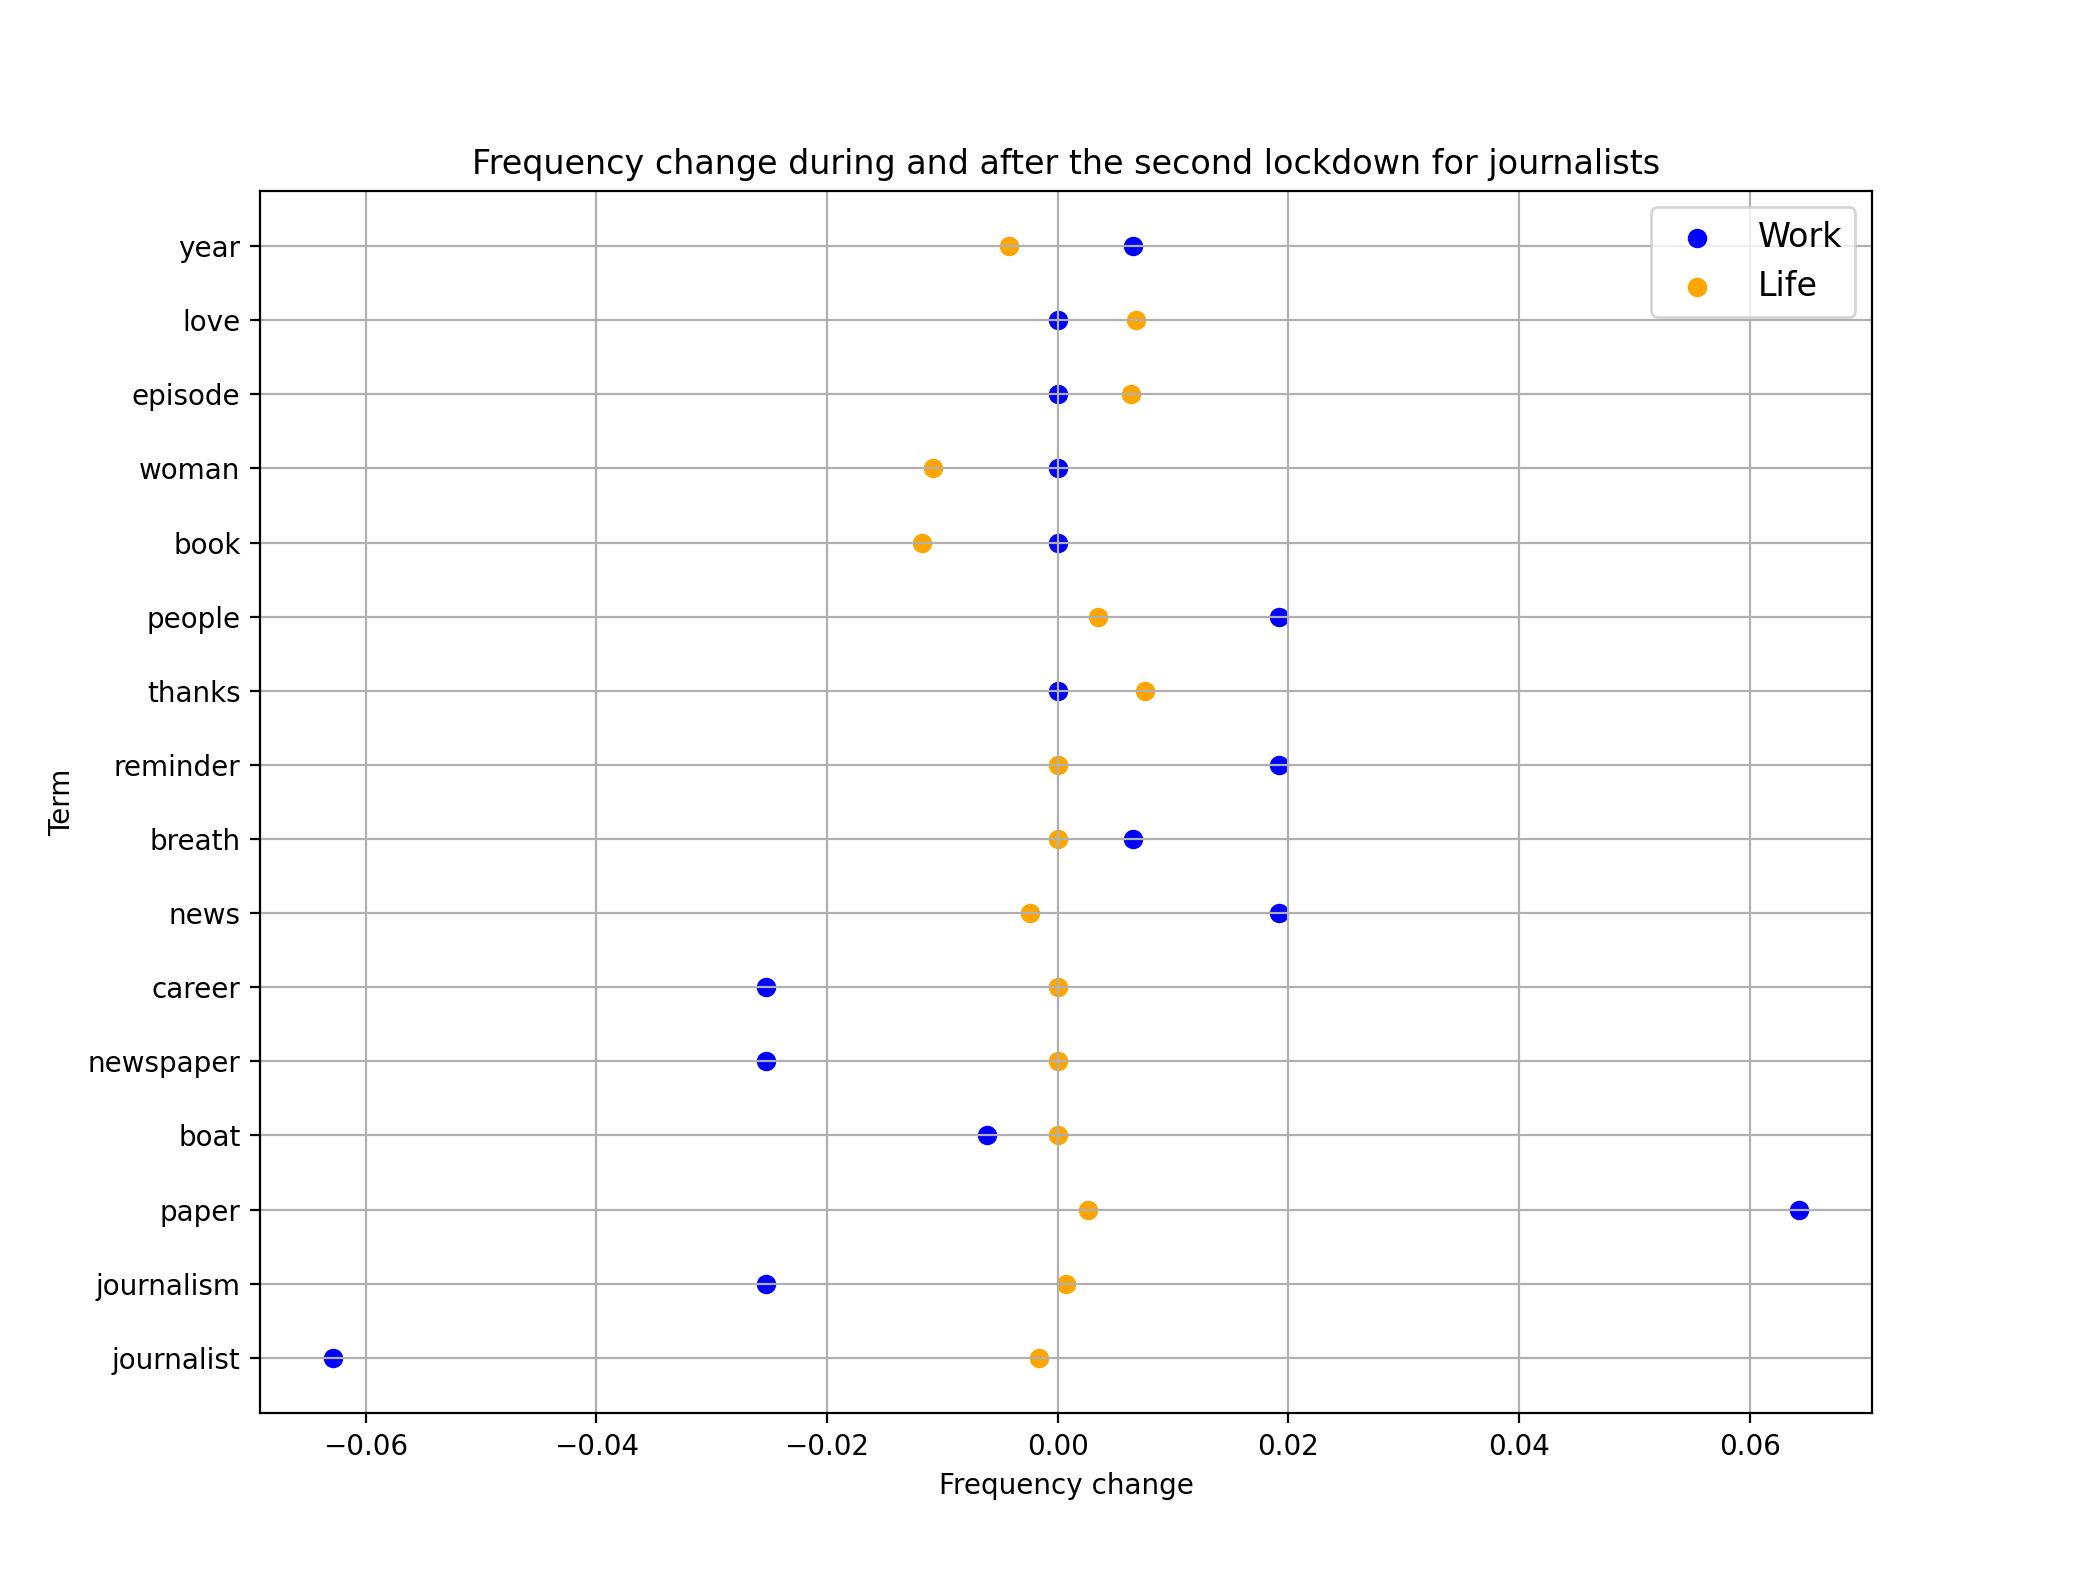 Frequency change during and after the second lockdown for journalists
Work
Life
year
love
episode
woman
book
people
thanks
reminder
breath
news
career
newspaper
boat
paper
journalism
journalist
Term
−0.06 −0.04 −0.02 0.00 0.02 0.04 0.06
Frequency change